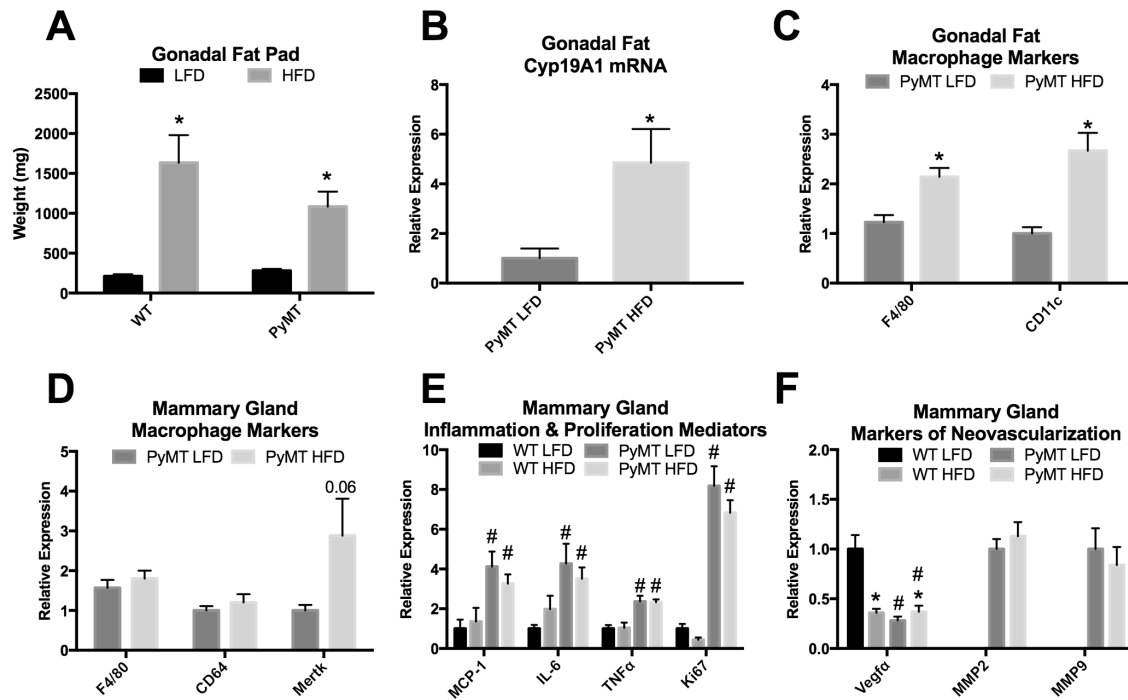 A
Gonadal Fat Pad
LFD HFD
Weight (mg)
2500
2000
1500
1000
500
0
*
*
WT PyMT
B
Gonadal Fat
Cyp19A1 mRNA
Relative Expression
8
6
4
2
0
*
PyMT LFD PyMT HFD
C
Gonadal Fat
Macrophage Markers
PyMT LFD PyMT HFD
Relative Expression
4
3
2
1
0
*
*
F4/80 CD11c
D
Mammary Gland
Macrophage Markers
PyMT LFD PyMT HFD
Relative Expression
5
4
3
2
1
0
0.06
F4/80 CD64 Mertk
E
Mammary Gland
Inflammation & Proliferation Mediators
WT LFD PyMT LFD
WT HFD PyMT HFD
Relative Expression
10
8
6
4
2
0
# # # # # # # #
MCP-1 IL-6 TNFα Ki67
F
Mammary Gland
Markers of Neovascularization
WT LFD PyMT LFD
WT HFD PyMT HFD
Relative Expression
2.0
1.5
1.0
0.5
0.0
#
* # *
Vegfα MMP2 MMP9